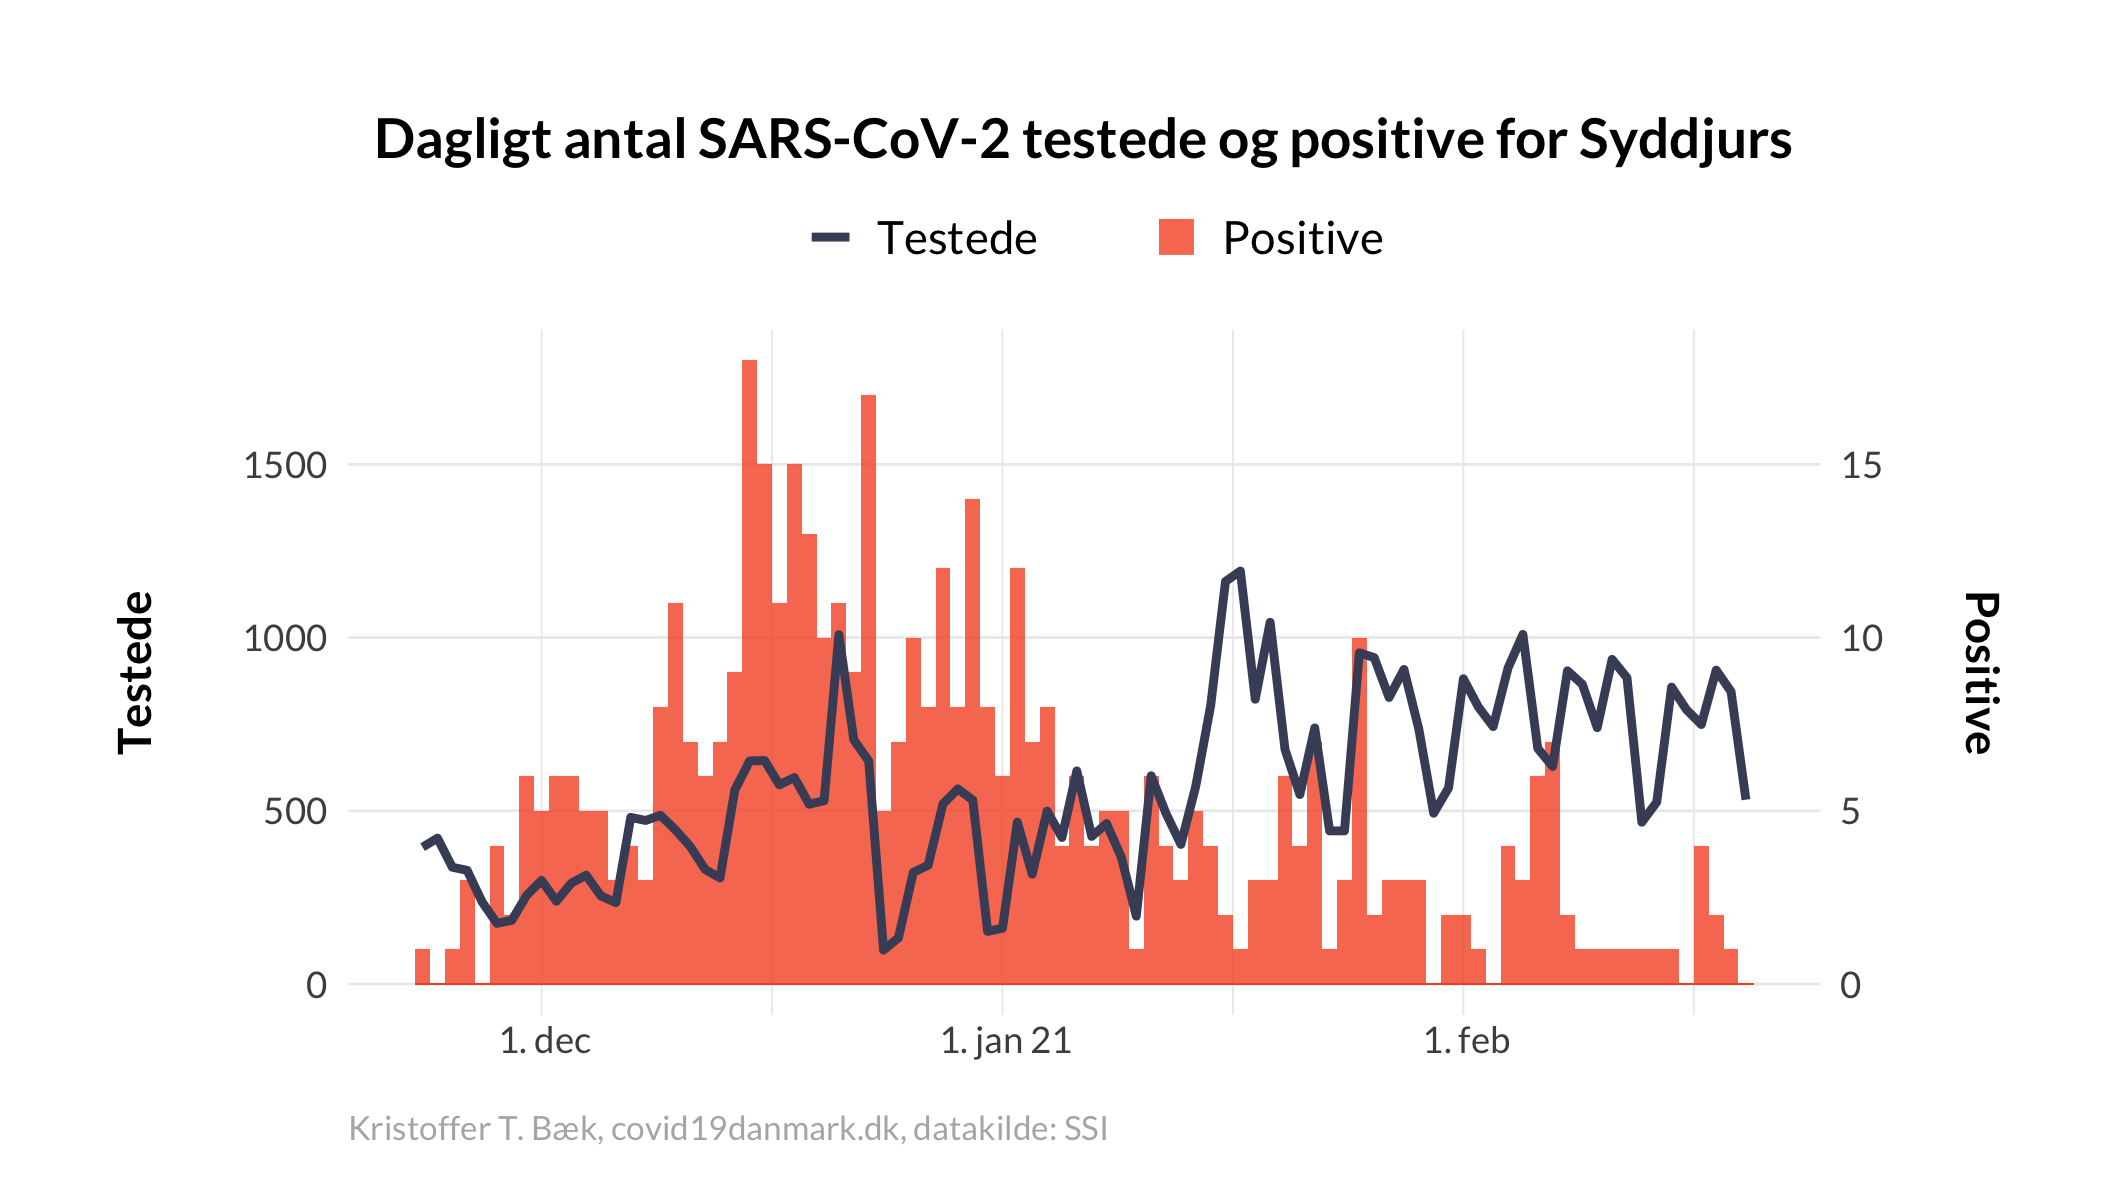 Dagligt antal SARS-CoV-2 testede og positive for Syddjurs
Testede
Positive
Testede
1500
1000
500
0
15
10
5
0
Positive
1. dec
1. jan 21
1. feb
Kristoffer T. Bæk, covid19danmark.dk, datakilde: SSI